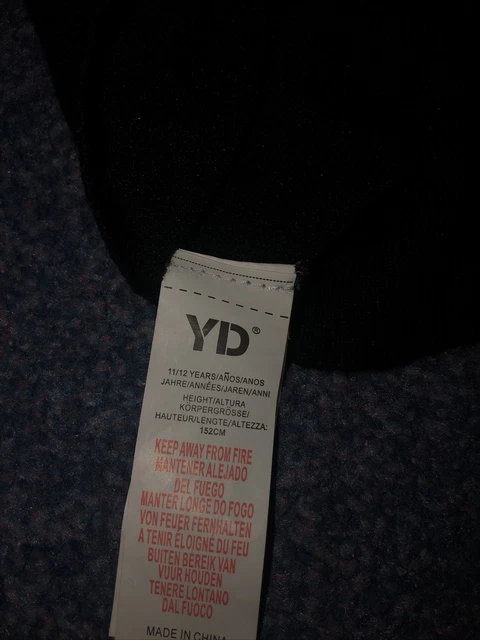 YD®
11/12 YEARS/AÑOS/ANOS
JAHRE/ANNÉES/JAREN/ANNI
HEIGHT/ALTURA
KÖRPERGRÖSSE/
HAUTEUR/LENGTE/ALTEZZA:
152CM
KEEP AWAY FROM FIRE
MANTENER ALEJADO
DEL FUEGO
MANTER LONGE DO FOGO
VON FEUER FERNHALTEN
A TENIR ÉLOIGNÉ DU FEU
BUITEN BEREIK VAN
VUUR HOUDEN
TENERE LONTANO
DAL FUOCO
MADE IN CHINA